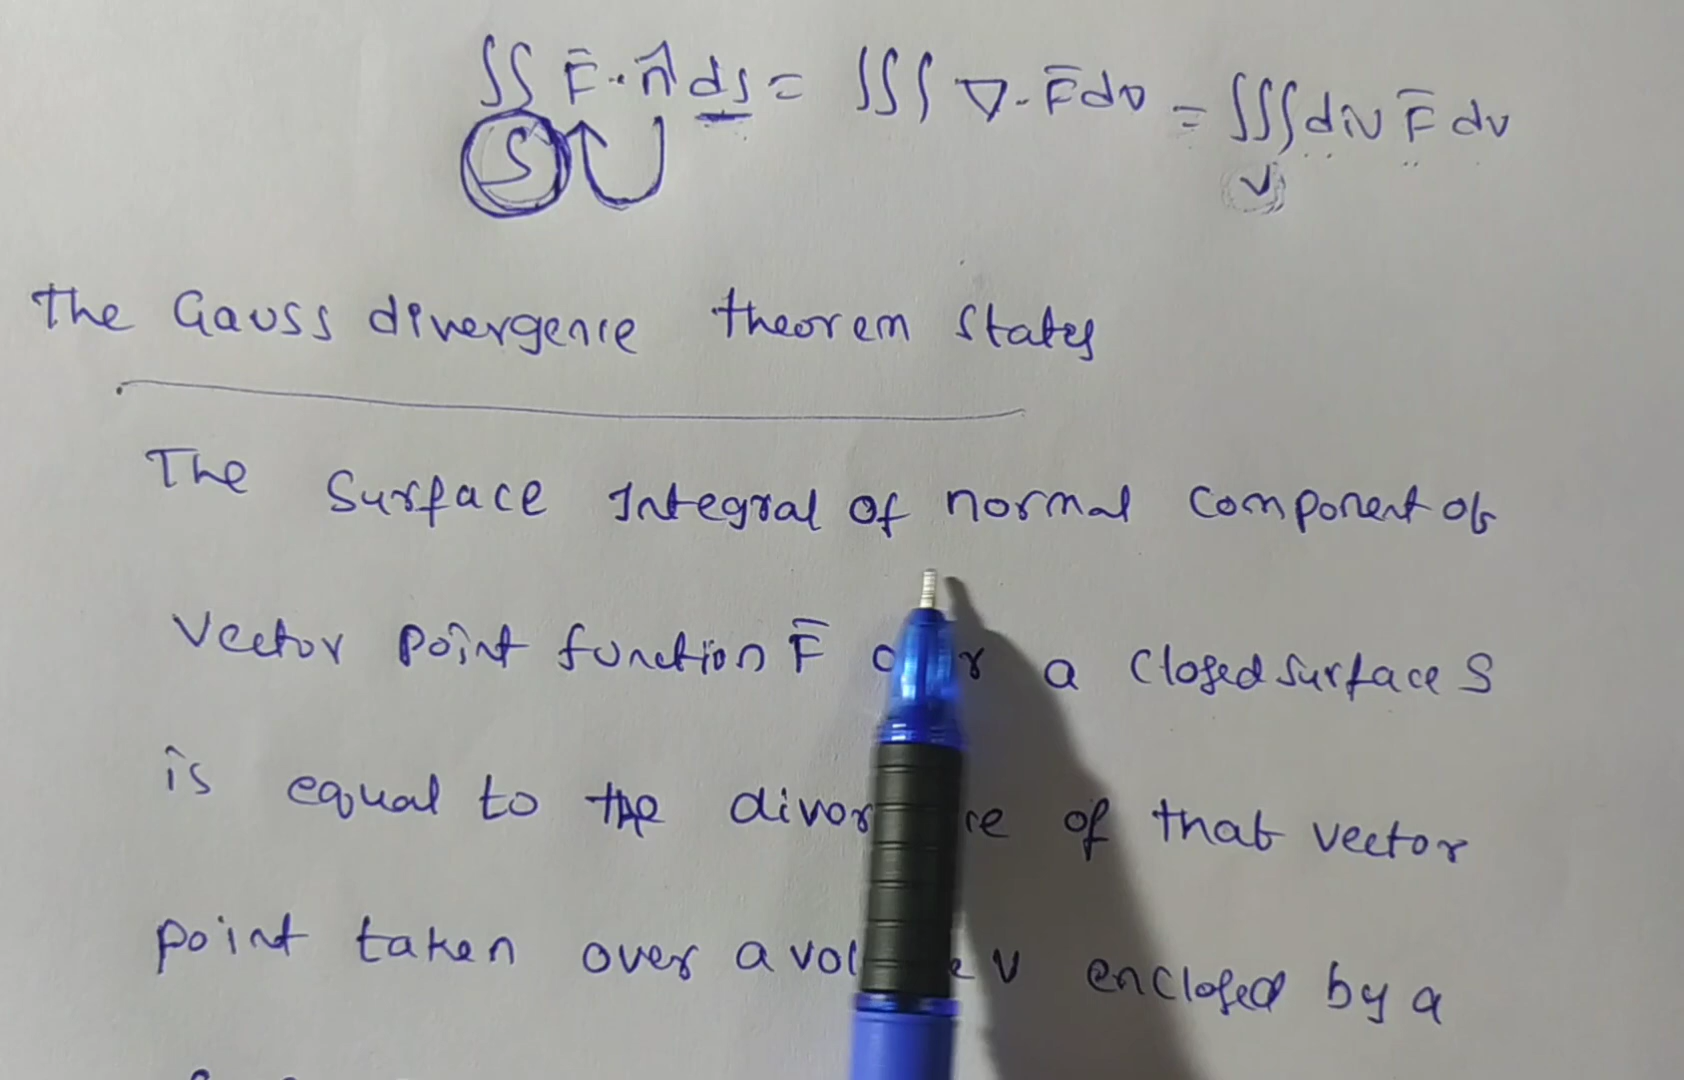 ∬ F̄·n̂ ds = ∭ ∇·F̄ dv = ∭ div F̄ dv
S V
The Gauss divergence theorem states
The Surface Integral of normal component of
Vector point function F̄ a closed surface S
is equal to the of that vector
point taken over a V enclosed by a